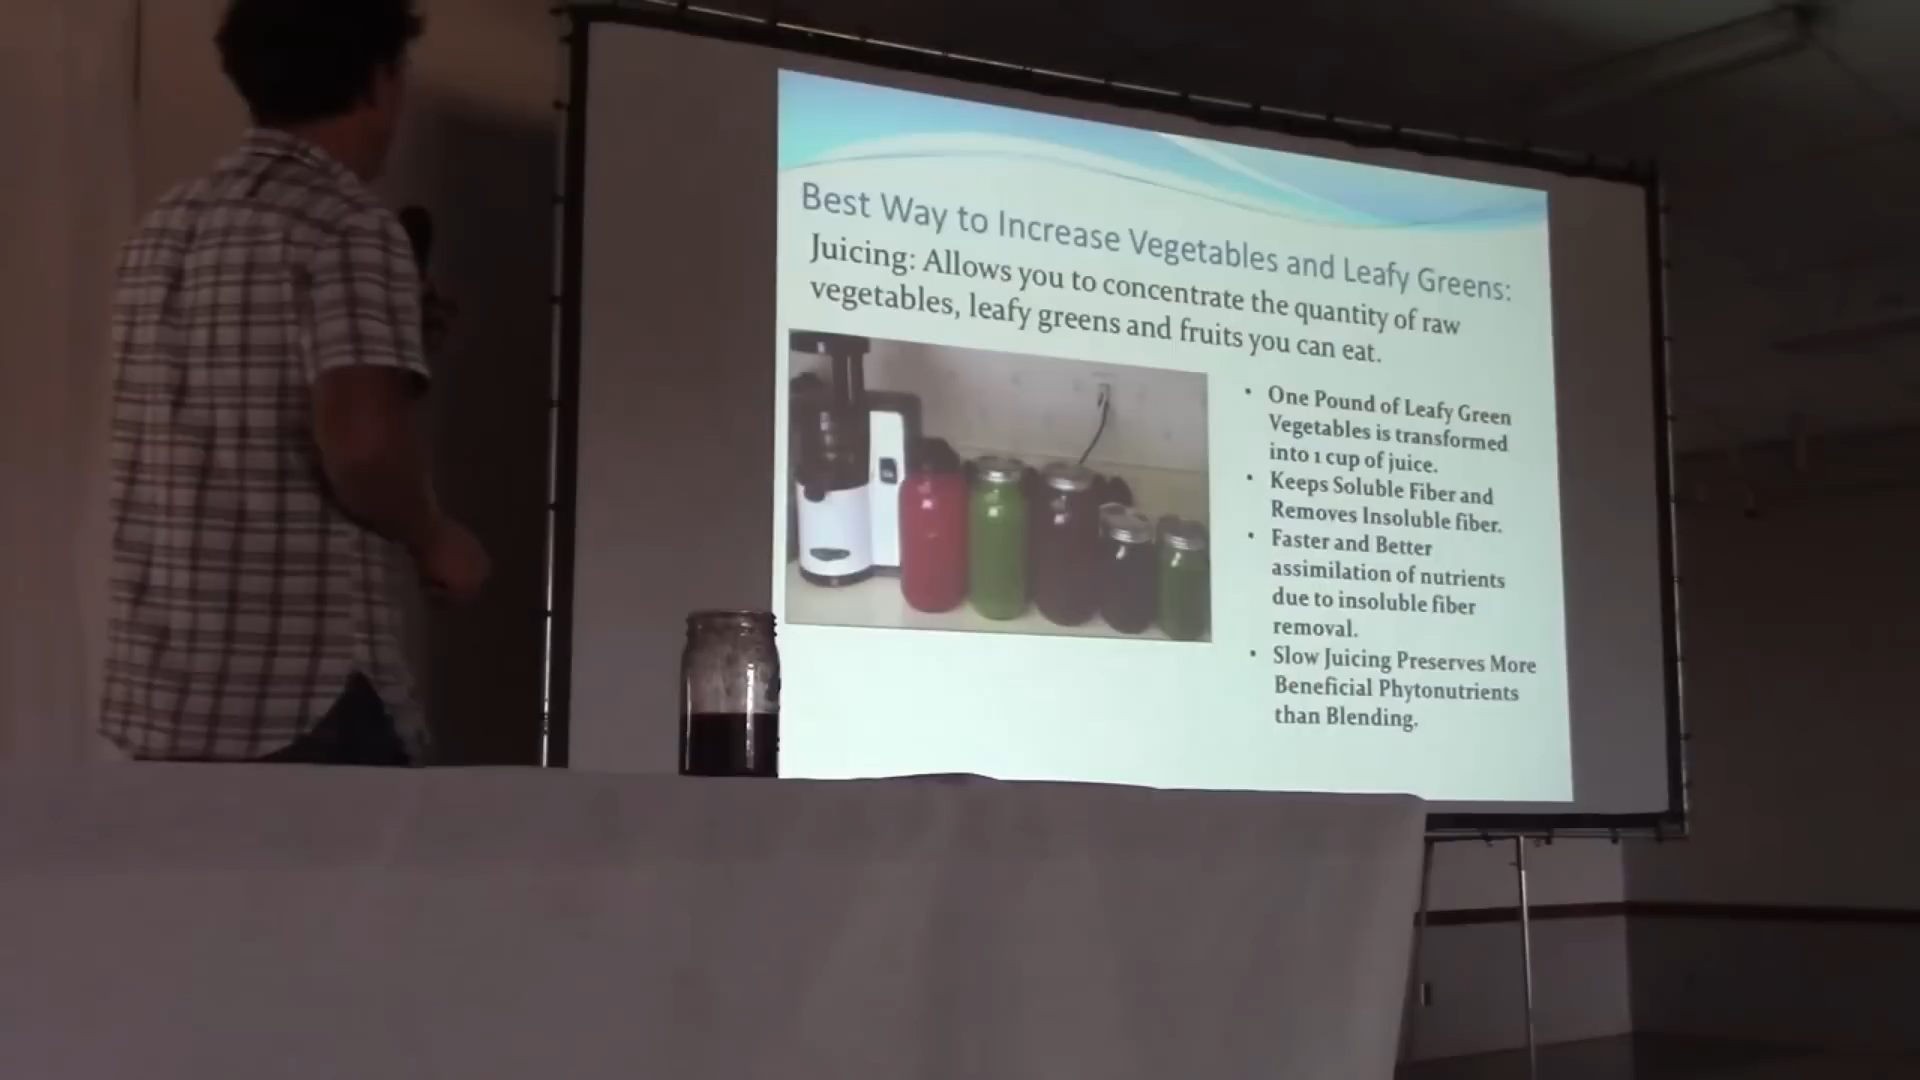 Best Way to Increase Vegetables and Leafy Greens:
Juicing: Allows you to concentrate the quantity of raw
vegetables, leafy greens and fruits you can eat.
• One Pound of Leafy Green
Vegetables is transformed
into 1 cup of juice.
• Keeps Soluble Fiber and
Removes Insoluble fiber.
• Faster and Better
assimilation of nutrients
due to insoluble fiber
removal.
• Slow Juicing Preserves More
Beneficial Phytonutrients
than Blending.